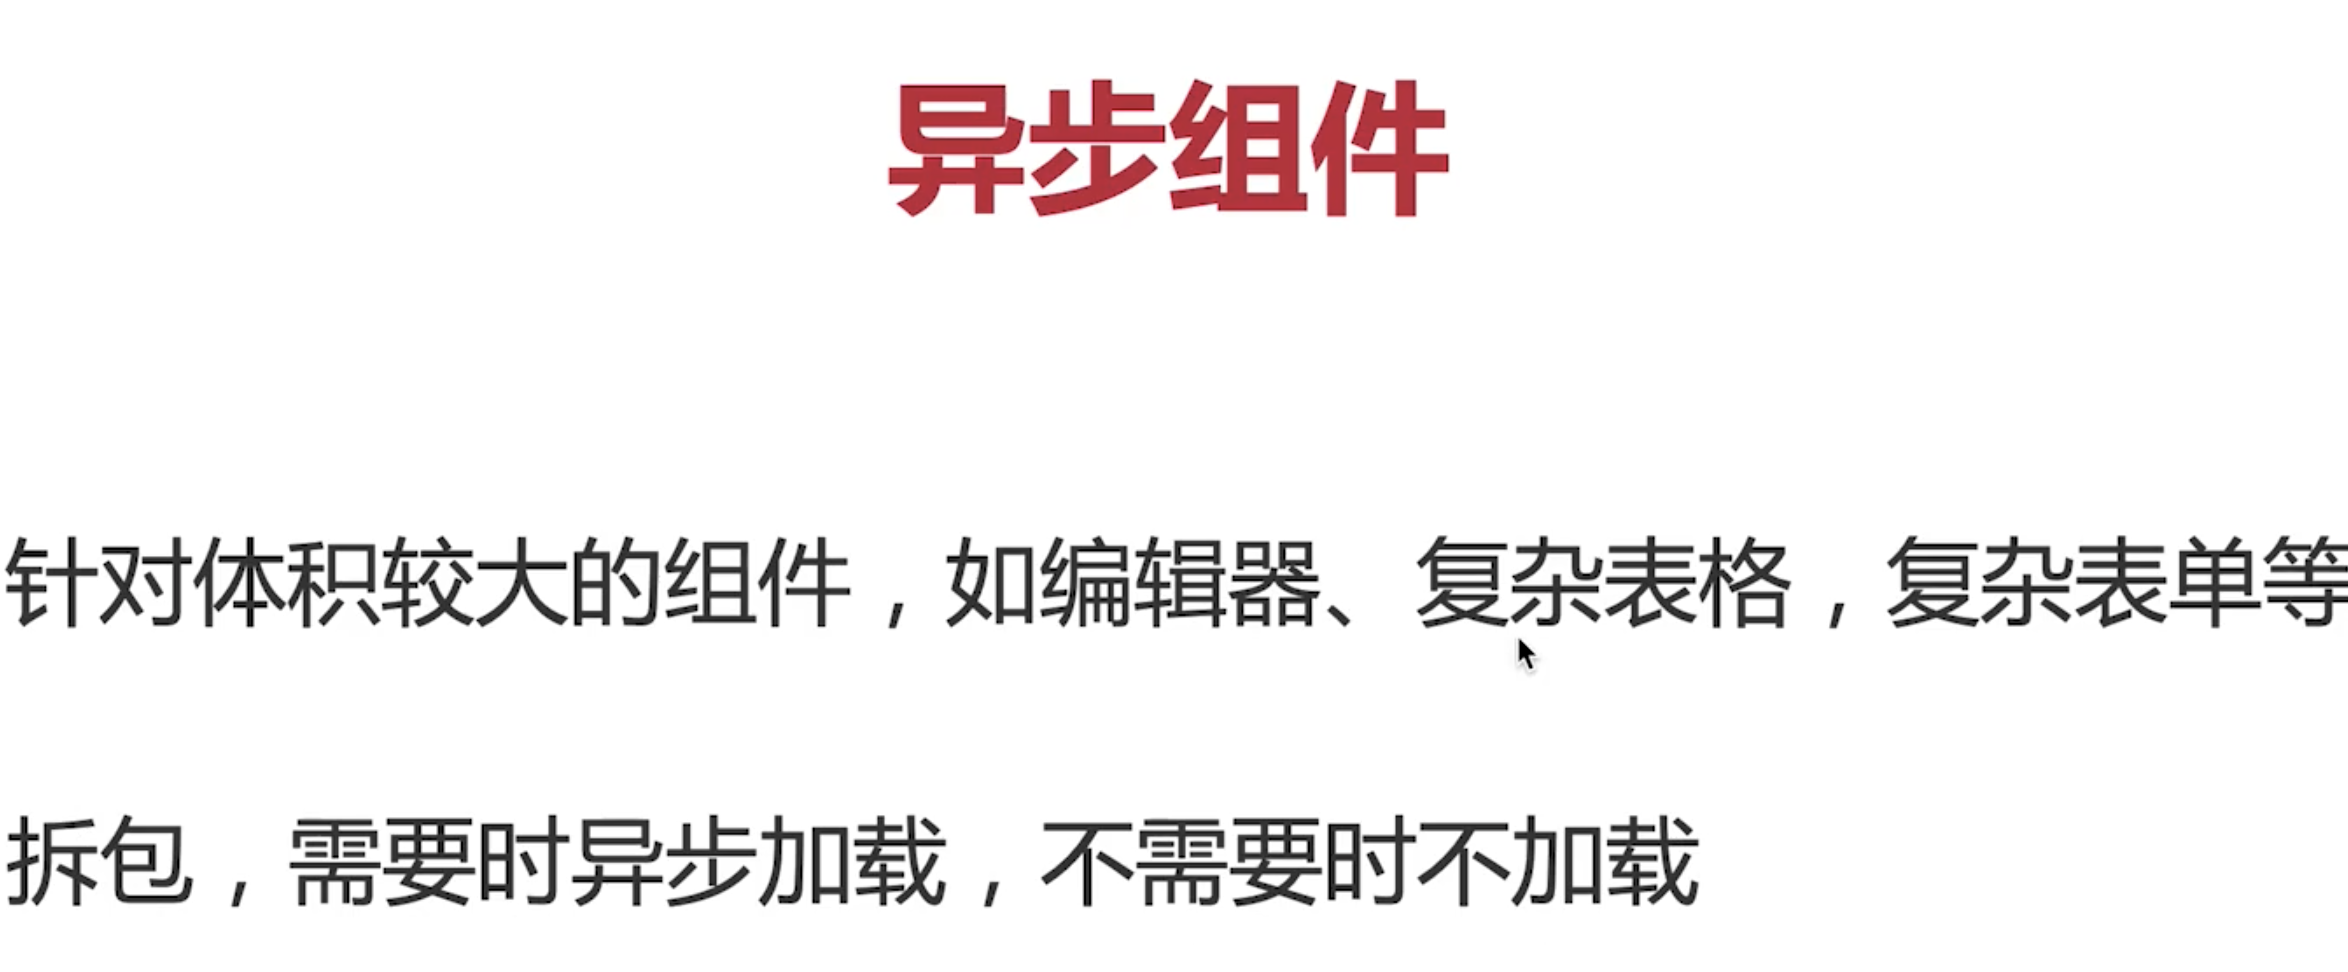 异步组件
针对体积较大的组件，如编辑器、复杂表格，复杂表单等
拆包，需要时异步加载，不需要时不加载